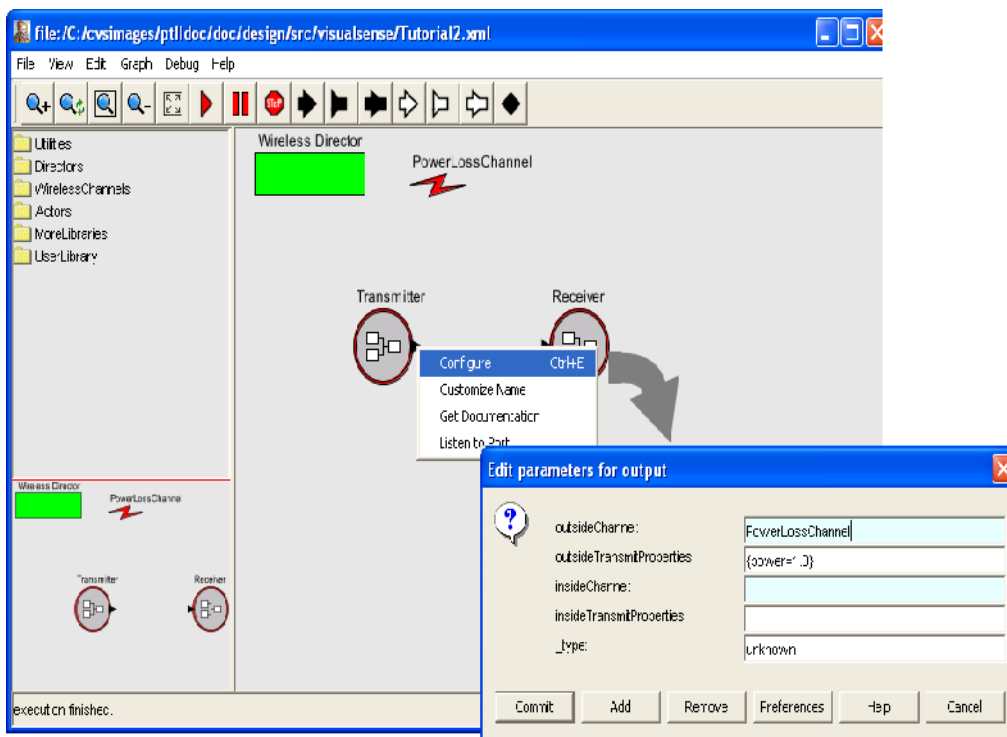 file:/C:/cvsimages/ptII/doc/doc/design/src/visualsense/Tutorial2.xml
File View Edit Graph Debug Help
STOP
Utilities
Directors
WirelessChannels
Actors
MoreLibraries
UserLibrary
Wireless Director
PowerLossChannel
Transmitter
Receiver
Configure Ctrl+E
Customize Name
Get Documentation
Listen to Port
Wireless Director
PowerLossChannel
Transmitter
Receiver
execution finished.
Edit parameters for output
outsideChannel:
PowerLossChannel
outsideTransmitProperties
{power=1.0}
insideChannel:
insideTransmitProperties
_type:
unknown
Commit Add Remove Preferences Help Cancel